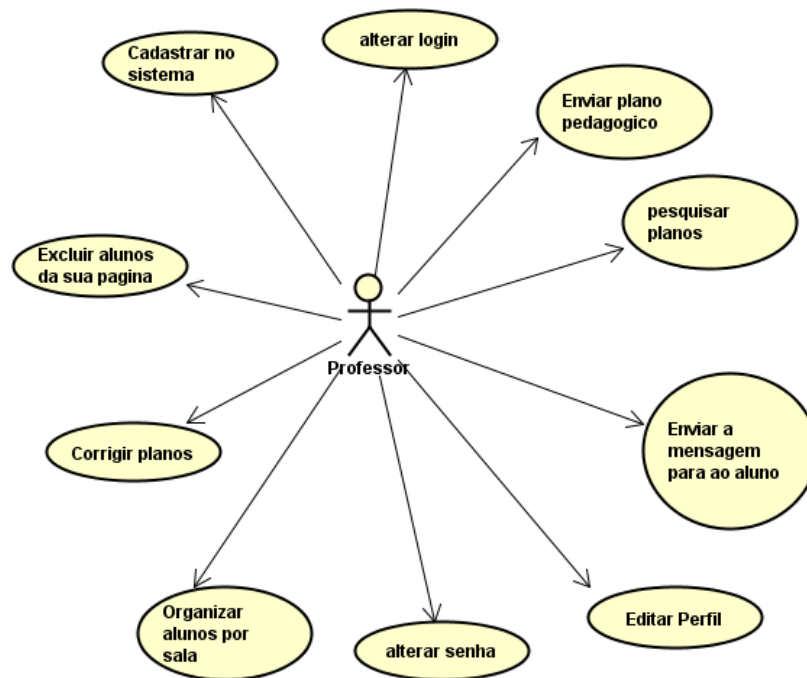 Cadastrar no
sistema
alterar login
Enviar plano
pedagogico
pesquisar
planos
Excluir alunos
da sua pagina
Professor
Corrigir planos
Enviar a
mensagem
para ao aluno
Organizar
alunos por
sala
alterar senha
Editar Perfil